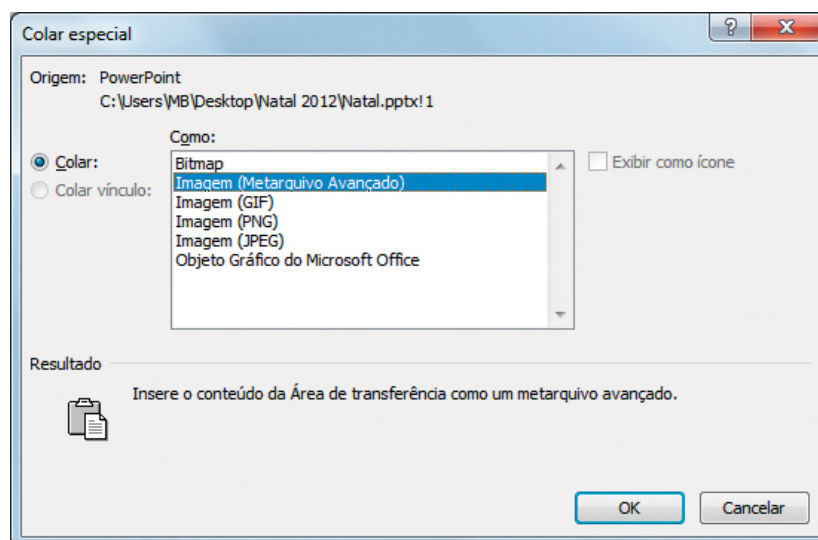 Colar especial
Origem: PowerPoint
C:\Users\MB\Desktop\Natal 2012\Natal.pptx!1
Como:
Colar:
Colar vínculo:
Bitmap
Imagem (Metarquivo Avançado)
Imagem (GIF)
Imagem (PNG)
Imagem (JPEG)
Objeto Gráfico do Microsoft Office
Exibir como ícone
Resultado
Insere o conteúdo da Área de transferência como um metarquivo avançado.
OK
Cancelar